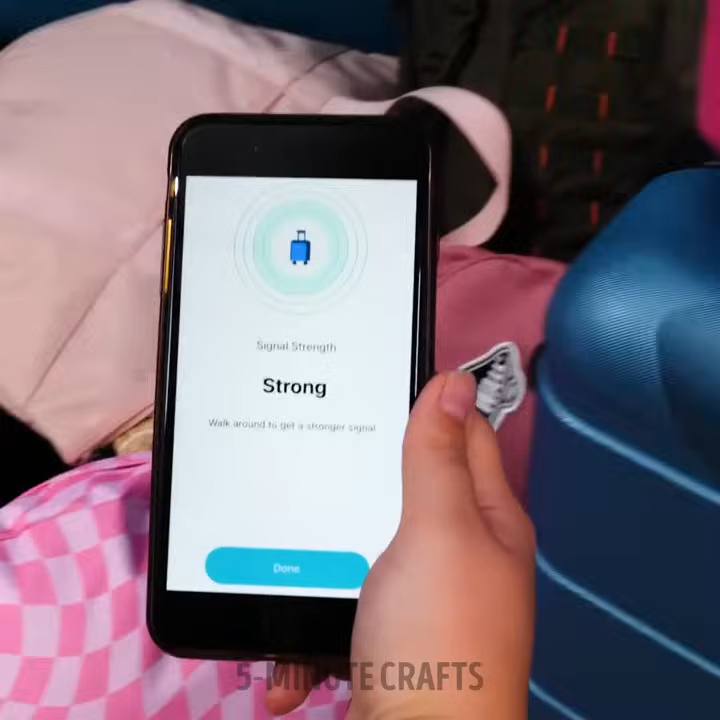 Signal Strength
Strong
Walk around to get a stronger signal
Done
5-MINUTE CRAFTS